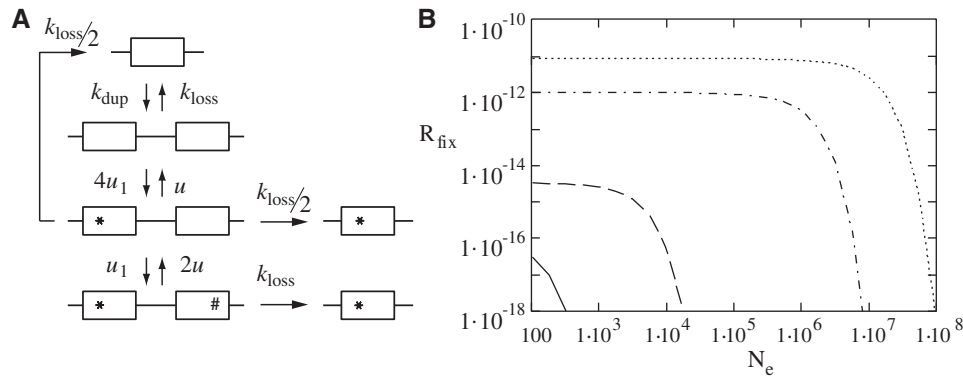 A
k_loss/2
k_dup
k_loss
4u_1
u
k_loss/2
*
*
u_1
2u
k_loss
*
#
*
B
1·10^-10
1·10^-12
R_fix
1·10^-14
1·10^-16
1·10^-18
100 1·10^3 1·10^4 1·10^5 1·10^6 1·10^7 1·10^8
N_e